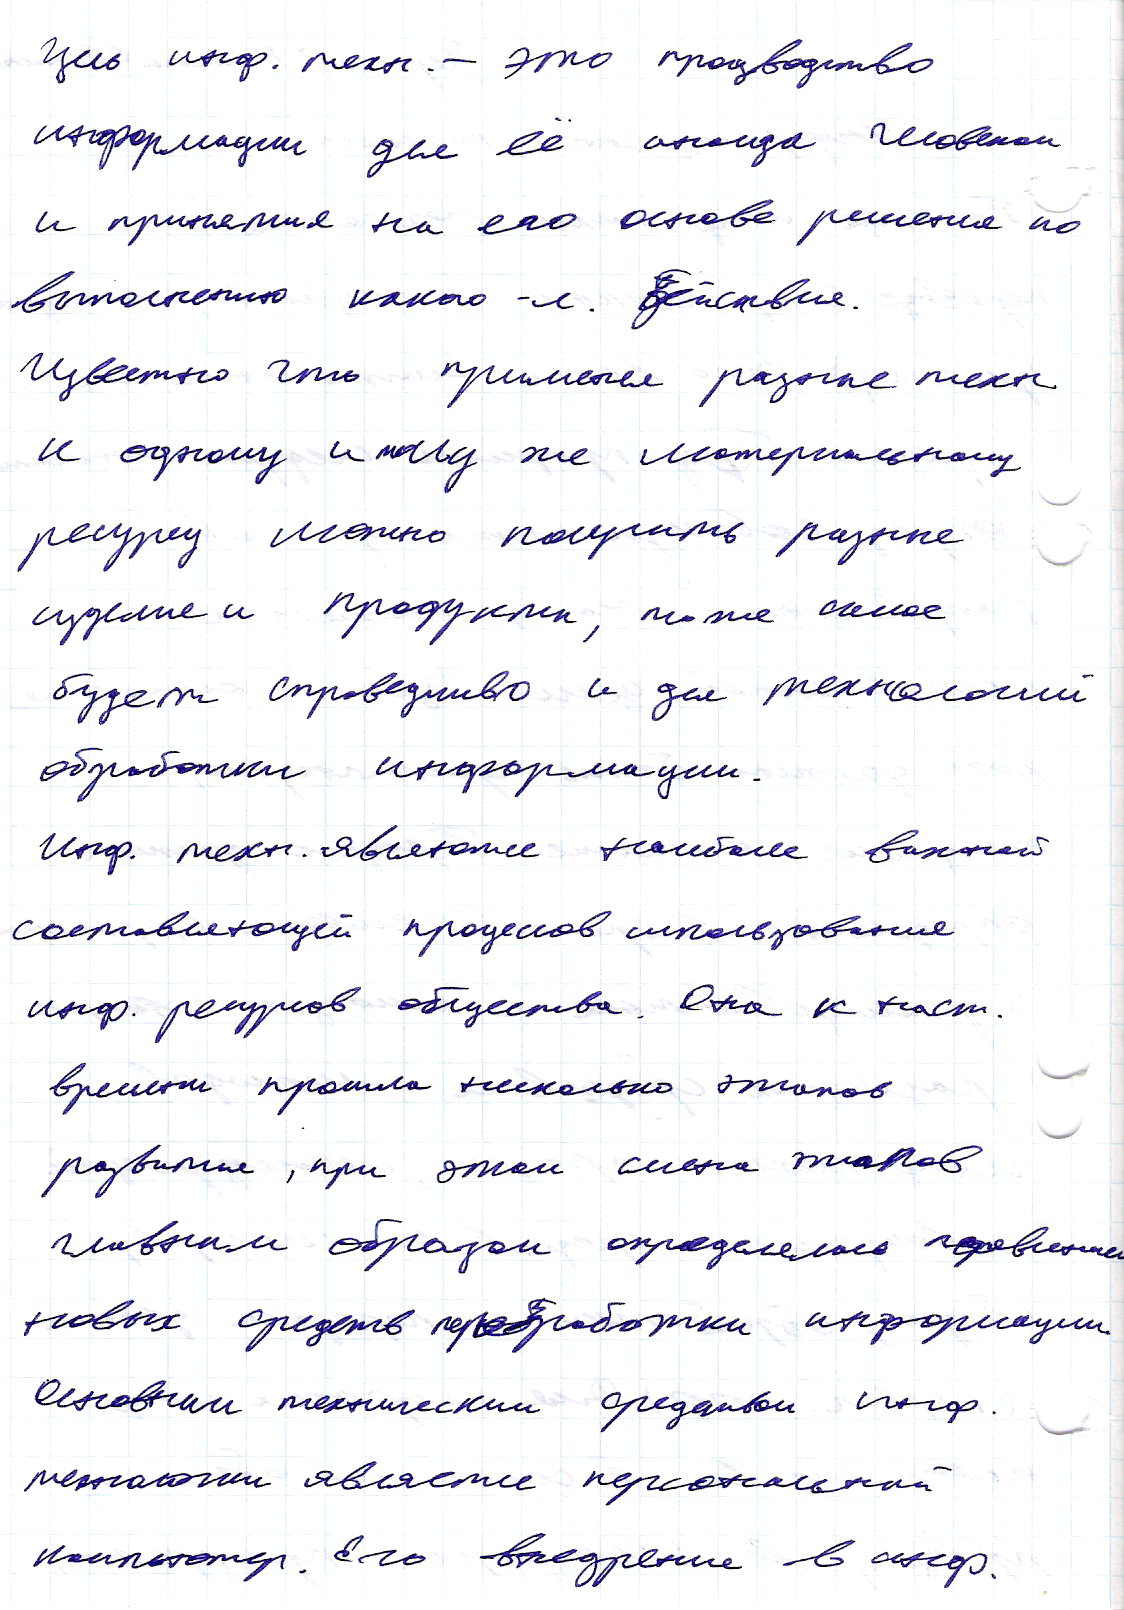 Цель инф. техн. – это производство
информации для её анализа человеком
и принятия на его основе решения по
выполнению какого-л. действия.
Известно что применяя разные техн.
к одному и тому же материальному
ресурсу можно получить разные
изделие и продукты, тоже самое
будет справедливо и для технологий
обработки информации.
Инф. техн. является наиболее важной
составляющей процессов использования
инф. ресурсов общества. Она к наст.
времени прошла несколько этапов
развития, при этом смена этапов
главным образом определялась появлением
новых средств переработки информации.
Основным техническим средством инф.
технологии является персональный
компьютер. Его внедрение в инф.